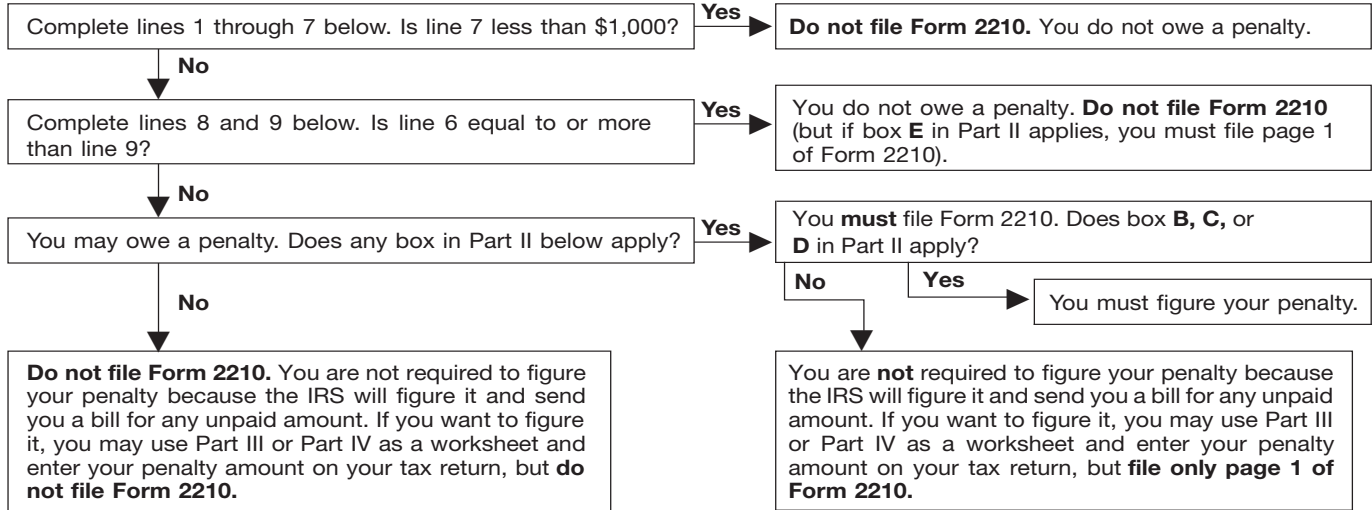 Complete lines 1 through 7 below. Is line 7 less than $1,000?
Yes
Do not file Form 2210. You do not owe a penalty.
No
Complete lines 8 and 9 below. Is line 6 equal to or more
than line 9?
Yes
You do not owe a penalty. Do not file Form 2210
(but if box E in Part II applies, you must file page 1
of Form 2210).
No
You may owe a penalty. Does any box in Part II below apply?
Yes
You must file Form 2210. Does box B, C, or
D in Part II apply?
No
Yes
You must figure your penalty.
No
Do not file Form 2210. You are not required to figure
your penalty because the IRS will figure it and send
you a bill for any unpaid amount. If you want to figure
it, you may use Part III or Part IV as a worksheet and
enter your penalty amount on your tax return, but do
not file Form 2210.
You are not required to figure your penalty because
the IRS will figure it and send you a bill for any unpaid
amount. If you want to figure it, you may use Part III
or Part IV as a worksheet and enter your penalty
amount on your tax return, but file only page 1 of
Form 2210.